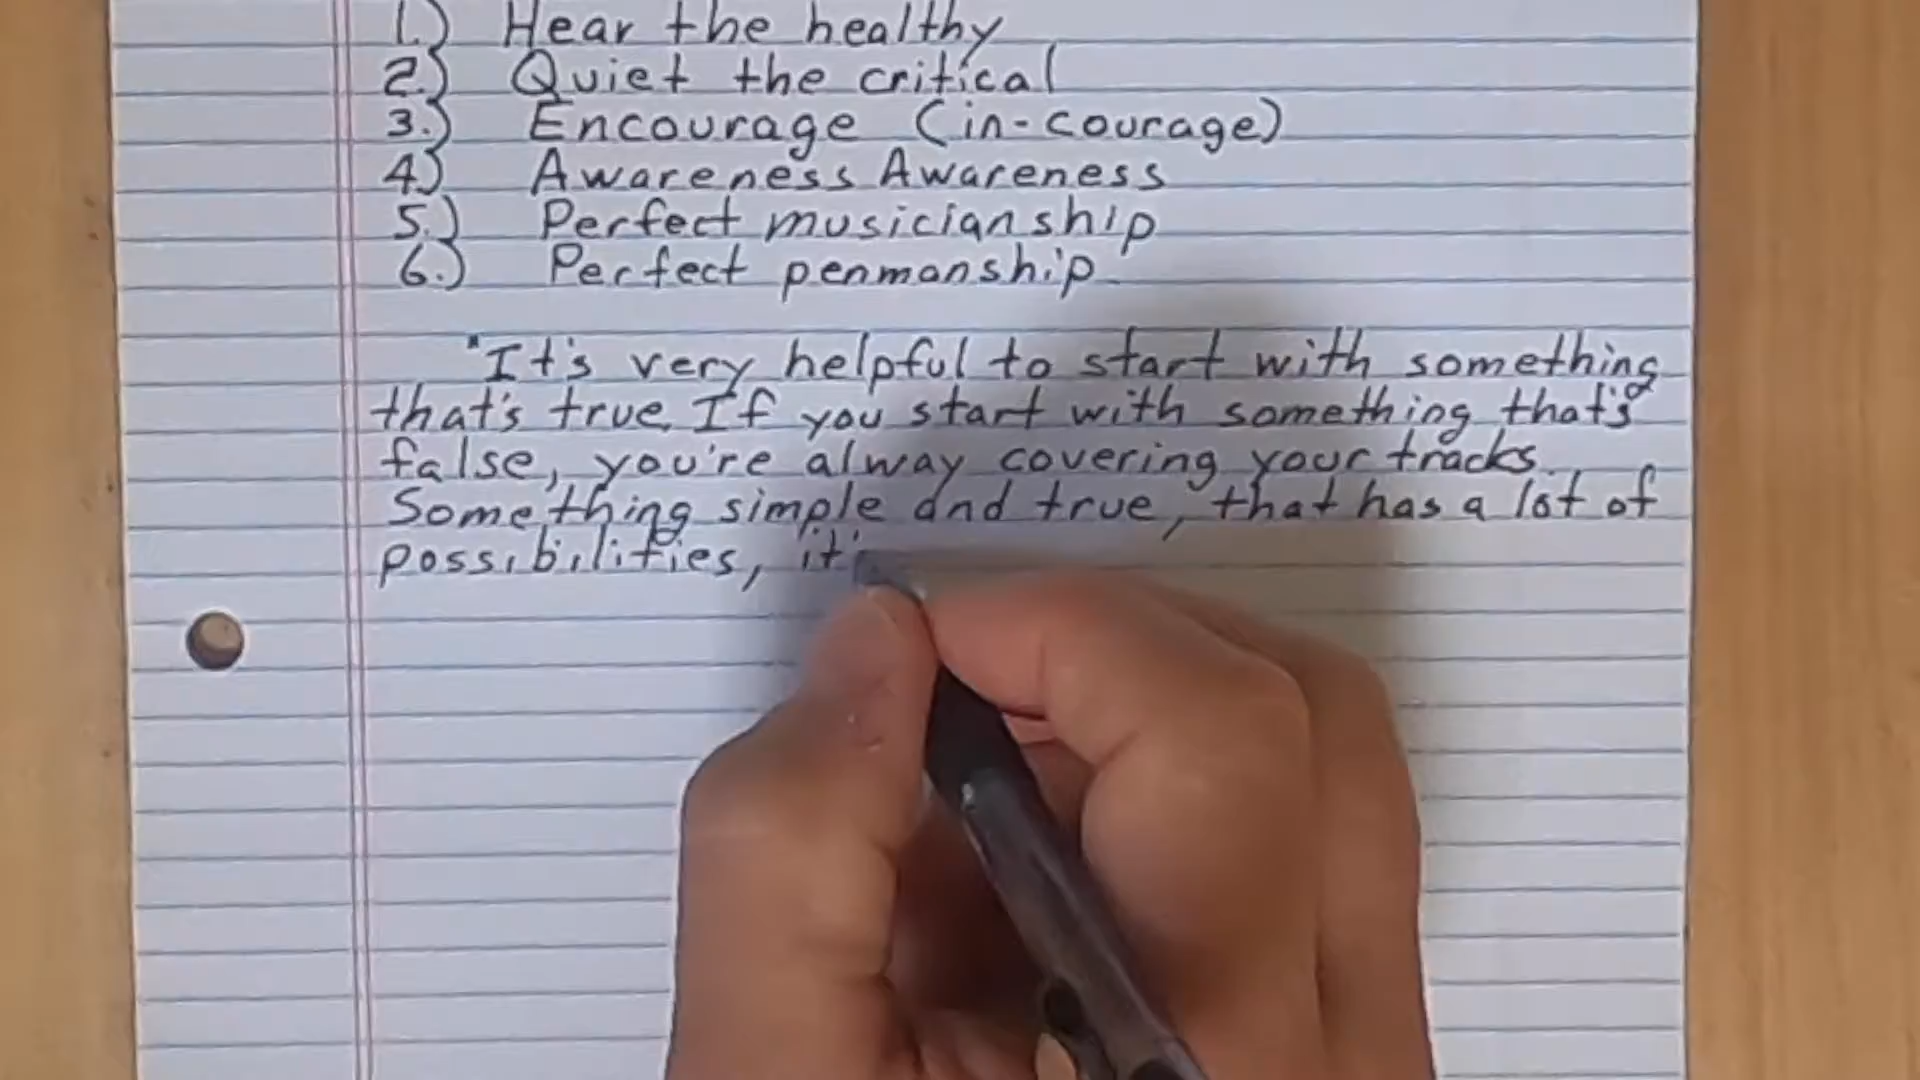 1.) Hear the healthy
2.) Quiet the critical
3.) Encourage (in-courage)
4.) Awareness Awareness
5.) Perfect musicianship
6.) Perfect penmanship
"It's very helpful to start with something
that's true. If you start with something that's
false, you're alway covering your tracks.
Something simple and true, that has a lot of
possibilities, it'